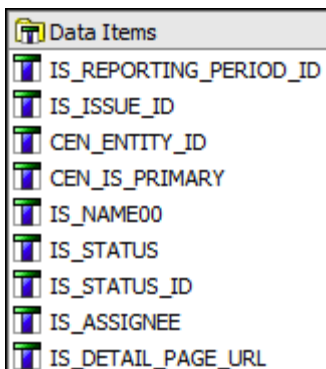 Data Items
IS_REPORTING_PERIOD_ID
IS_ISSUE_ID
CEN_ENTITY_ID
CEN_IS_PRIMARY
IS_NAME00
IS_STATUS
IS_STATUS_ID
IS_ASSIGNEE
IS_DETAIL_PAGE_URL